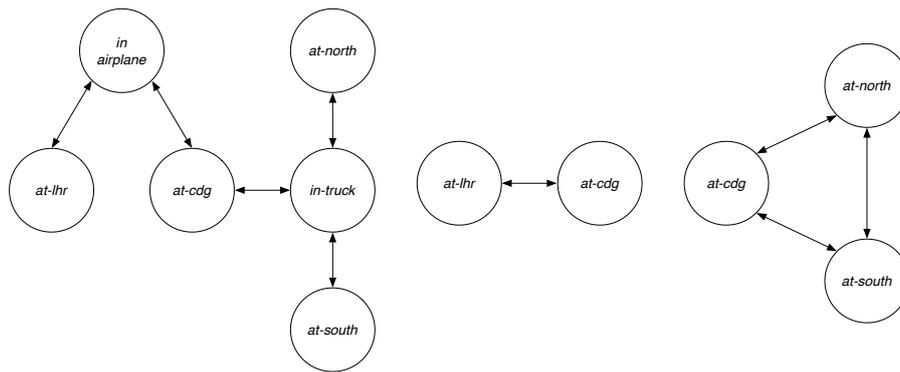 in
airplane
at-north
at-lhr
at-cdg
in-truck
at-south
at-lhr
at-cdg
at-north
at-cdg
at-south